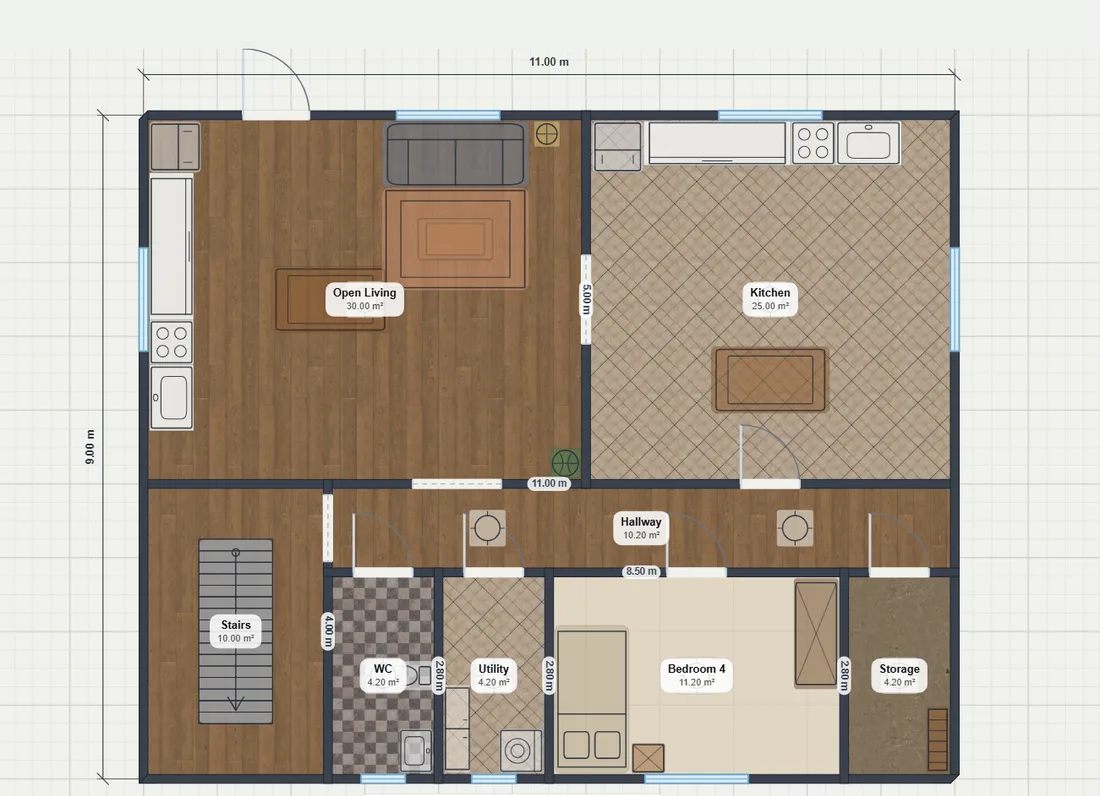 11.00 m
9.00 m
Open Living
30.00 m²
5.00 m
Kitchen
25.00 m²
11.00 m
Hallway
10.20 m²
8.50 m
Stairs
10.00 m²
4.00 m
WC
4.20 m²
2.80 m
Utility
4.20 m²
2.80 m
Bedroom 4
11.20 m²
2.80 m
Storage
4.20 m²